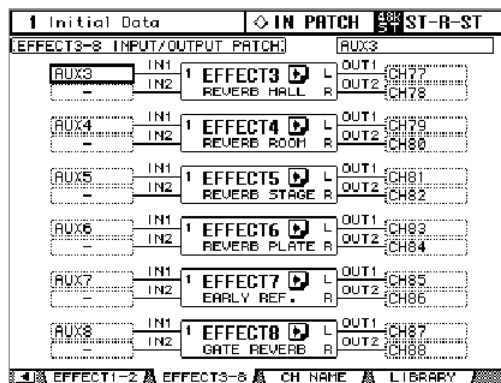 1 Initial Data IN PATCH 48k ST ST-R-ST
EFFECT3-8 INPUT/OUTPUT PATCH AUX3
AUX3 IN1 1 EFFECT3 L OUT1 CH77
- IN2 REVERB HALL R OUT2 CH78
AUX4 IN1 1 EFFECT4 L OUT1 CH79
- IN2 REVERB ROOM R OUT2 CH80
AUX5 IN1 1 EFFECT5 L OUT1 CH81
- IN2 REVERB STAGE R OUT2 CH82
AUX6 IN1 1 EFFECT6 L OUT1 CH83
- IN2 REVERB PLATE R OUT2 CH84
AUX7 IN1 1 EFFECT7 L OUT1 CH85
- IN2 EARLY REF. R OUT2 CH86
AUX8 IN1 1 EFFECT8 L OUT1 CH87
- IN2 GATE REVERB R OUT2 CH88
EFFECT1-2 EFFECT3-8 CH NAME LIBRARY